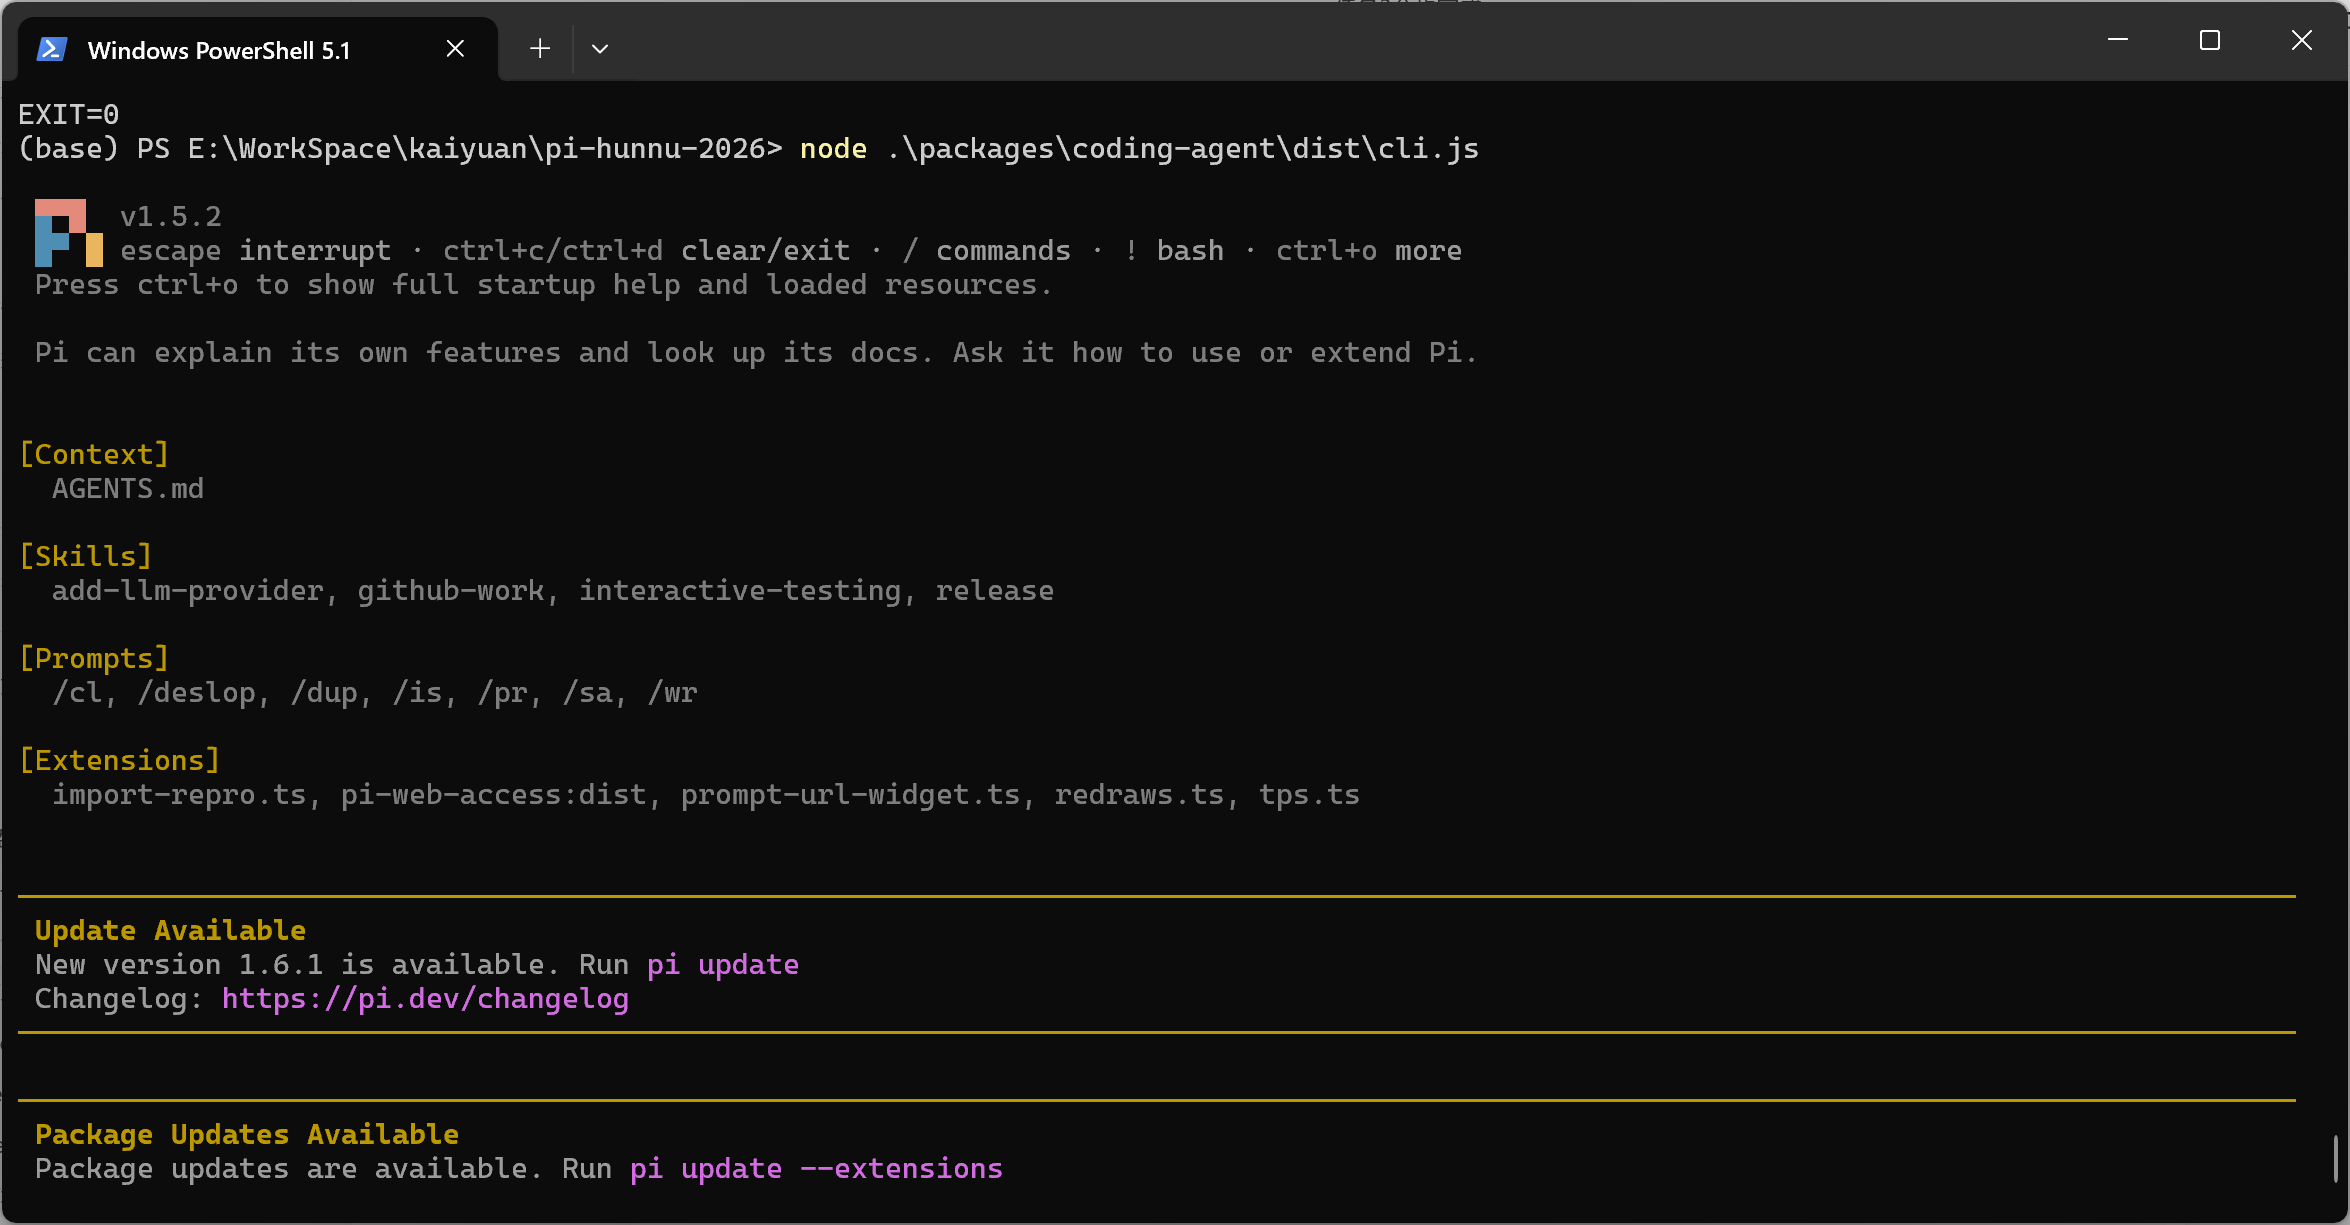 Windows PowerShell 5.1
EXIT=0
(base) PS E:\WorkSpace\kaiyuan\pi-hunnu-2026> node .\packages\coding-agent\dist\cli.js
v1.5.2
escape interrupt · ctrl+c/ctrl+d clear/exit · / commands · ! bash · ctrl+o more
Press ctrl+o to show full startup help and loaded resources.
Pi can explain its own features and look up its docs. Ask it how to use or extend Pi.
[Context]
AGENTS.md
[Skills]
add-llm-provider, github-work, interactive-testing, release
[Prompts]
/cl, /deslop, /dup, /is, /pr, /sa, /wr
[Extensions]
import-repro.ts, pi-web-access:dist, prompt-url-widget.ts, redraws.ts, tps.ts
Update Available
New version 1.6.1 is available. Run pi update
Changelog: https://pi.dev/changelog
Package Updates Available
Package updates are available. Run pi update --extensions